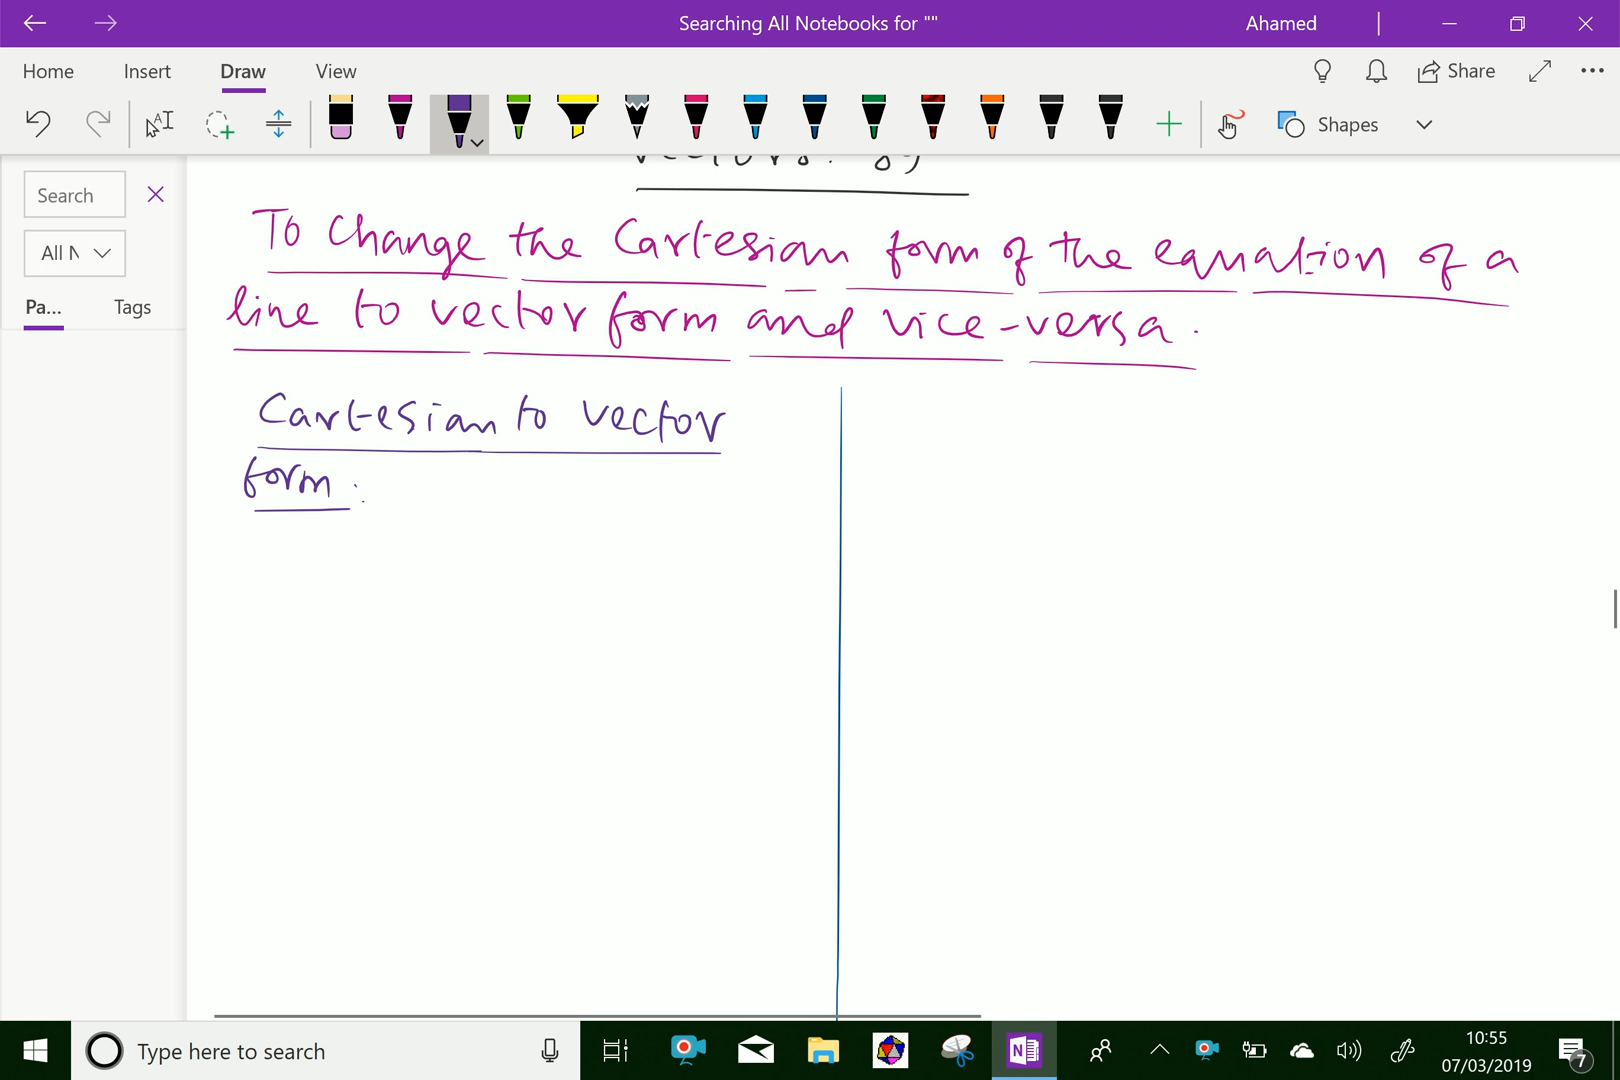 Searching All Notebooks for ""
Ahamed
Home Insert Draw View
Share
Shapes
Search
All N
Pa... Tags
To Change the Cartesian form of the equation of a
line to vector form and vice-versa.
Cartesian to vector
form:
Type here to search
10:55
07/03/2019
7